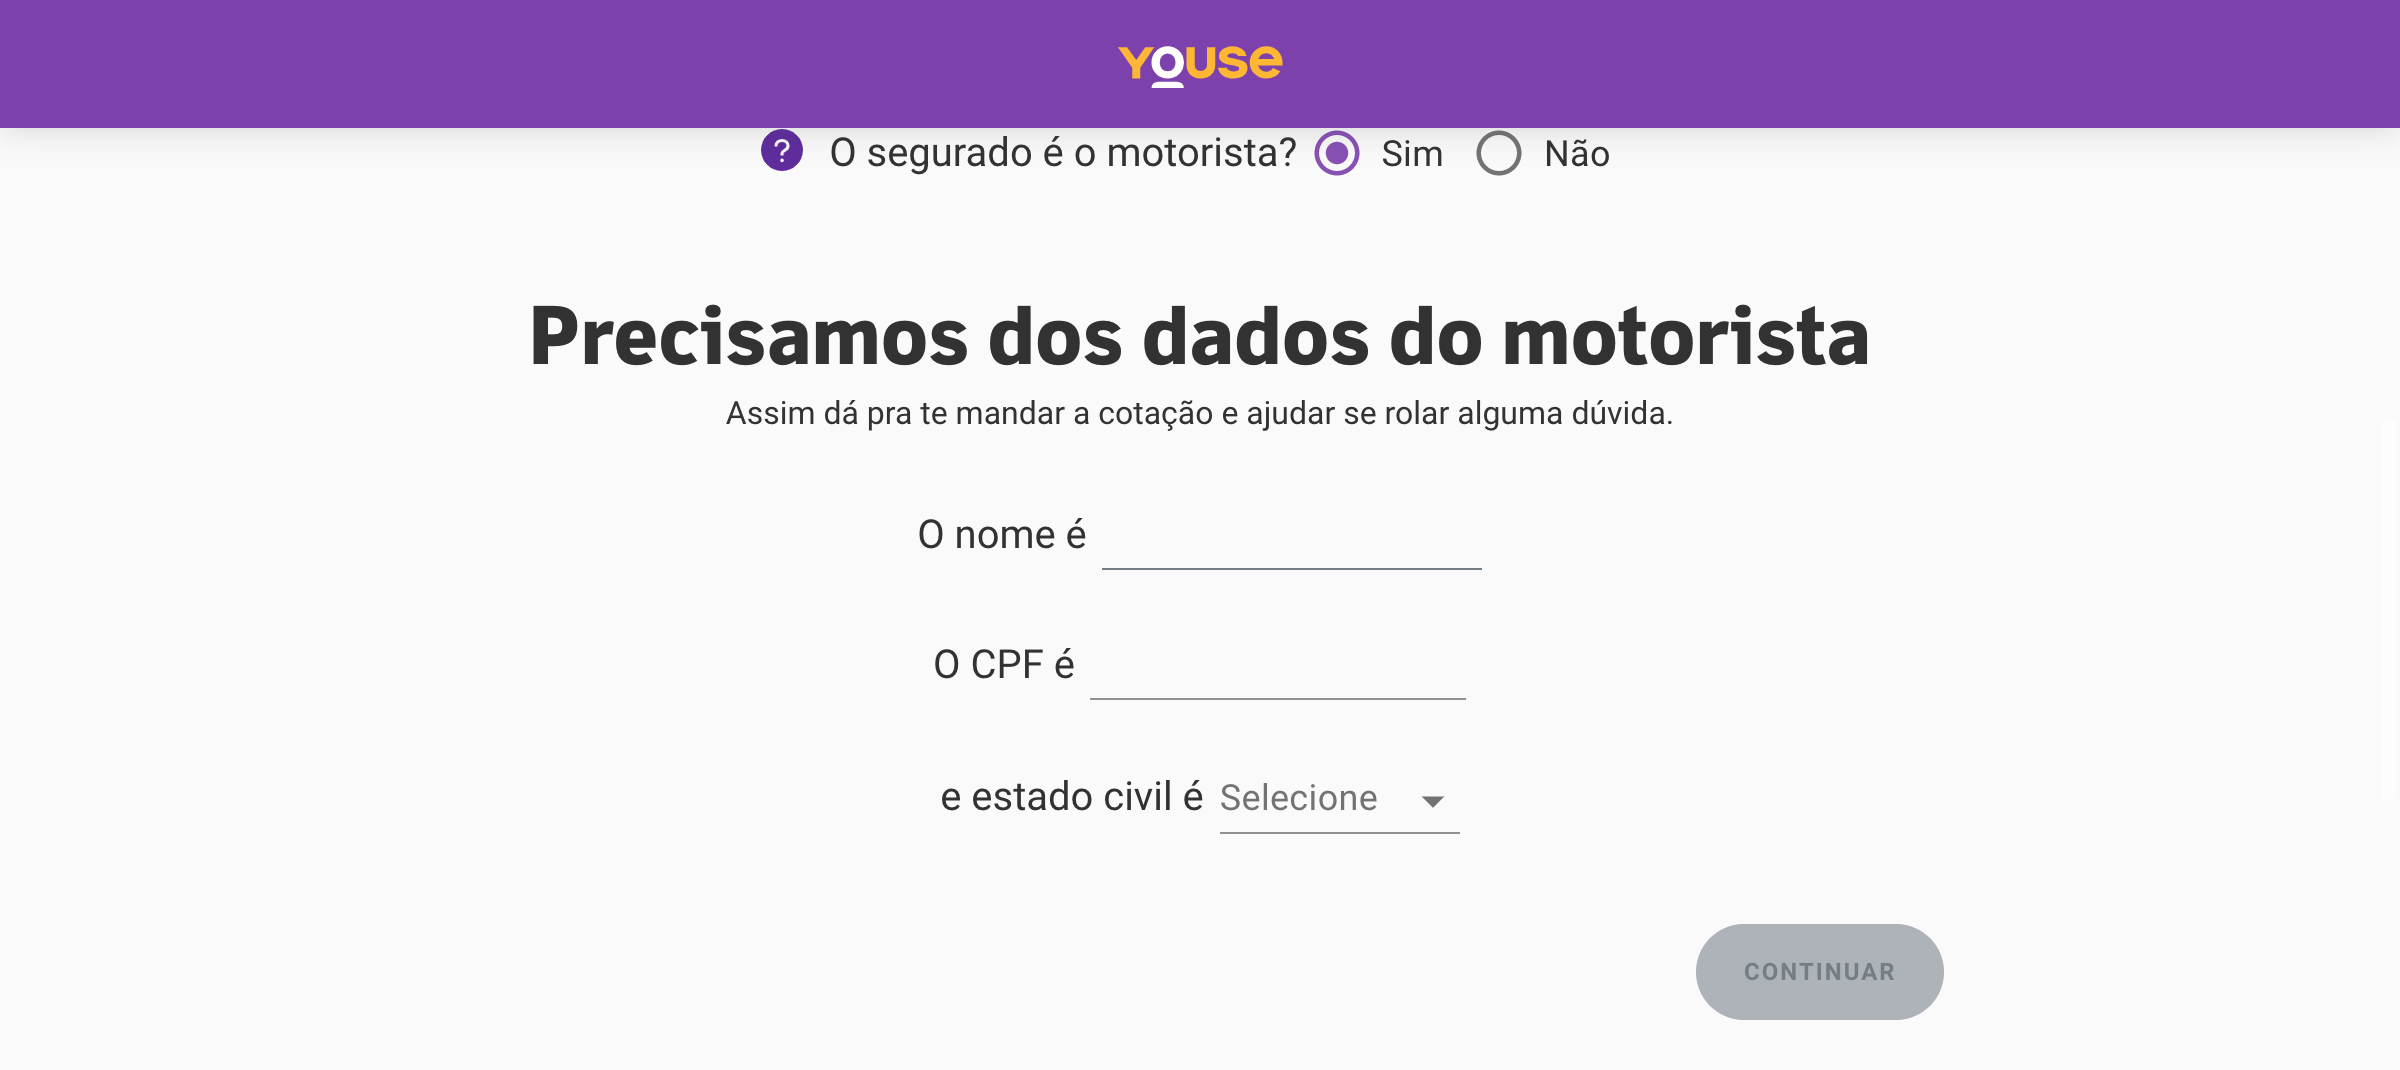 youse
? O segurado é o motorista? Sim Não
Precisamos dos dados do motorista
Assim dá pra te mandar a cotação e ajudar se rolar alguma dúvida.
O nome é
O CPF é
e estado civil é Selecione
CONTINUAR